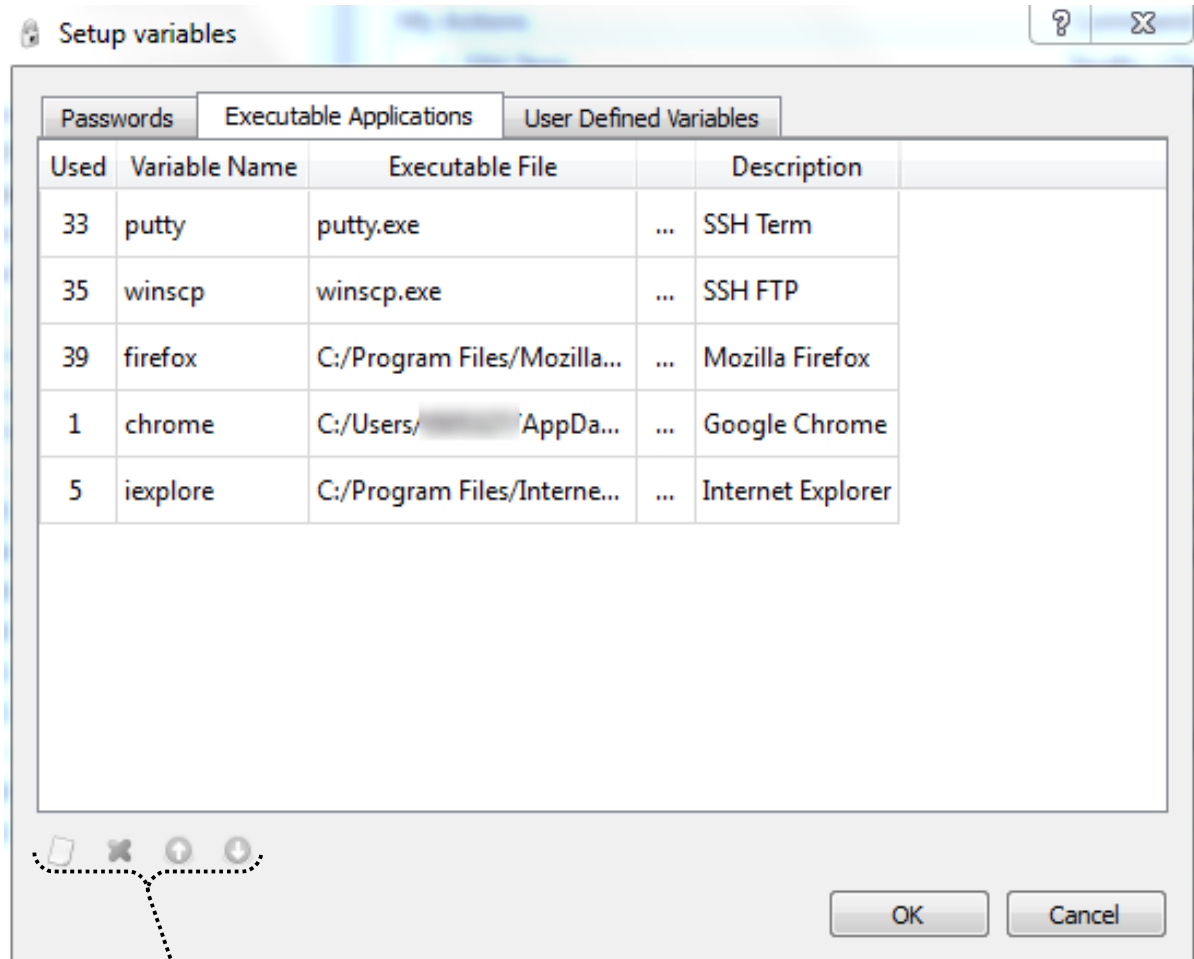 Setup variables
Passwords Executable Applications User Defined Variables
Used Variable Name Executable File Description
33 putty putty.exe ... SSH Term
35 winscp winscp.exe ... SSH FTP
39 firefox C:/Program Files/Mozilla... ... Mozilla Firefox
1 chrome C:/Users/ /AppDa... ... Google Chrome
5 iexplore C:/Program Files/Interne... ... Internet Explorer
OK Cancel